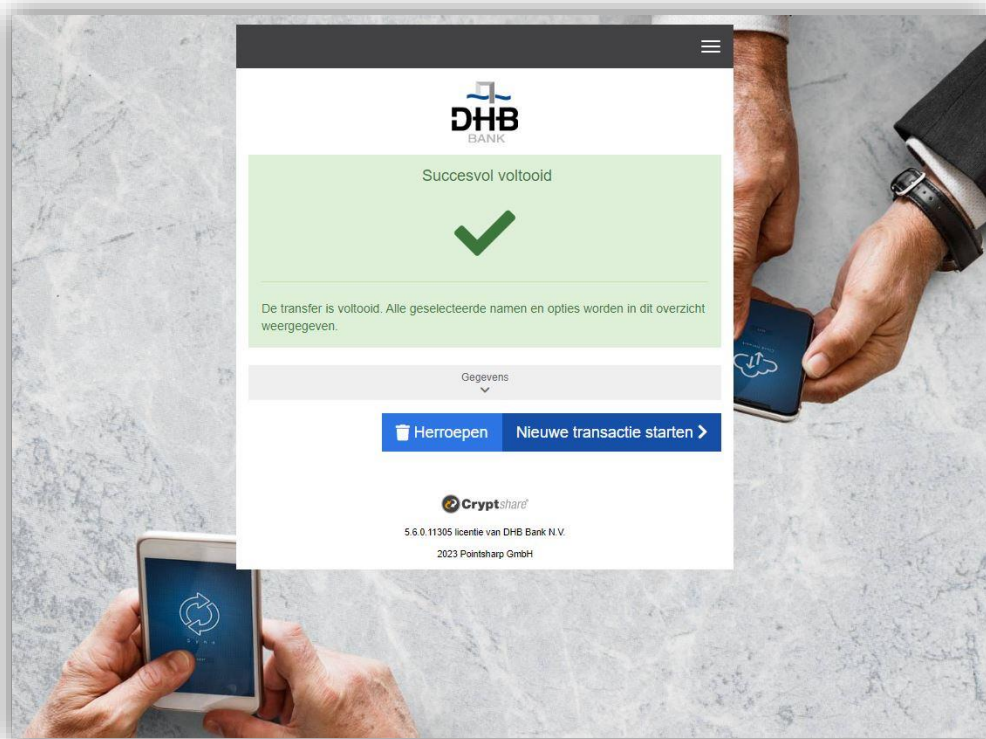 DHB
BANK
Succesvol voltooid
De transfer is voltooid. Alle geselecteerde namen en opties worden in dit overzicht
weergegeven.
Gegevens
Herroepen
Nieuwe transactie starten
Cryptshare®
5.6.0.11305 licentie van DHB Bank N.V.
2023 Pointsharp GmbH